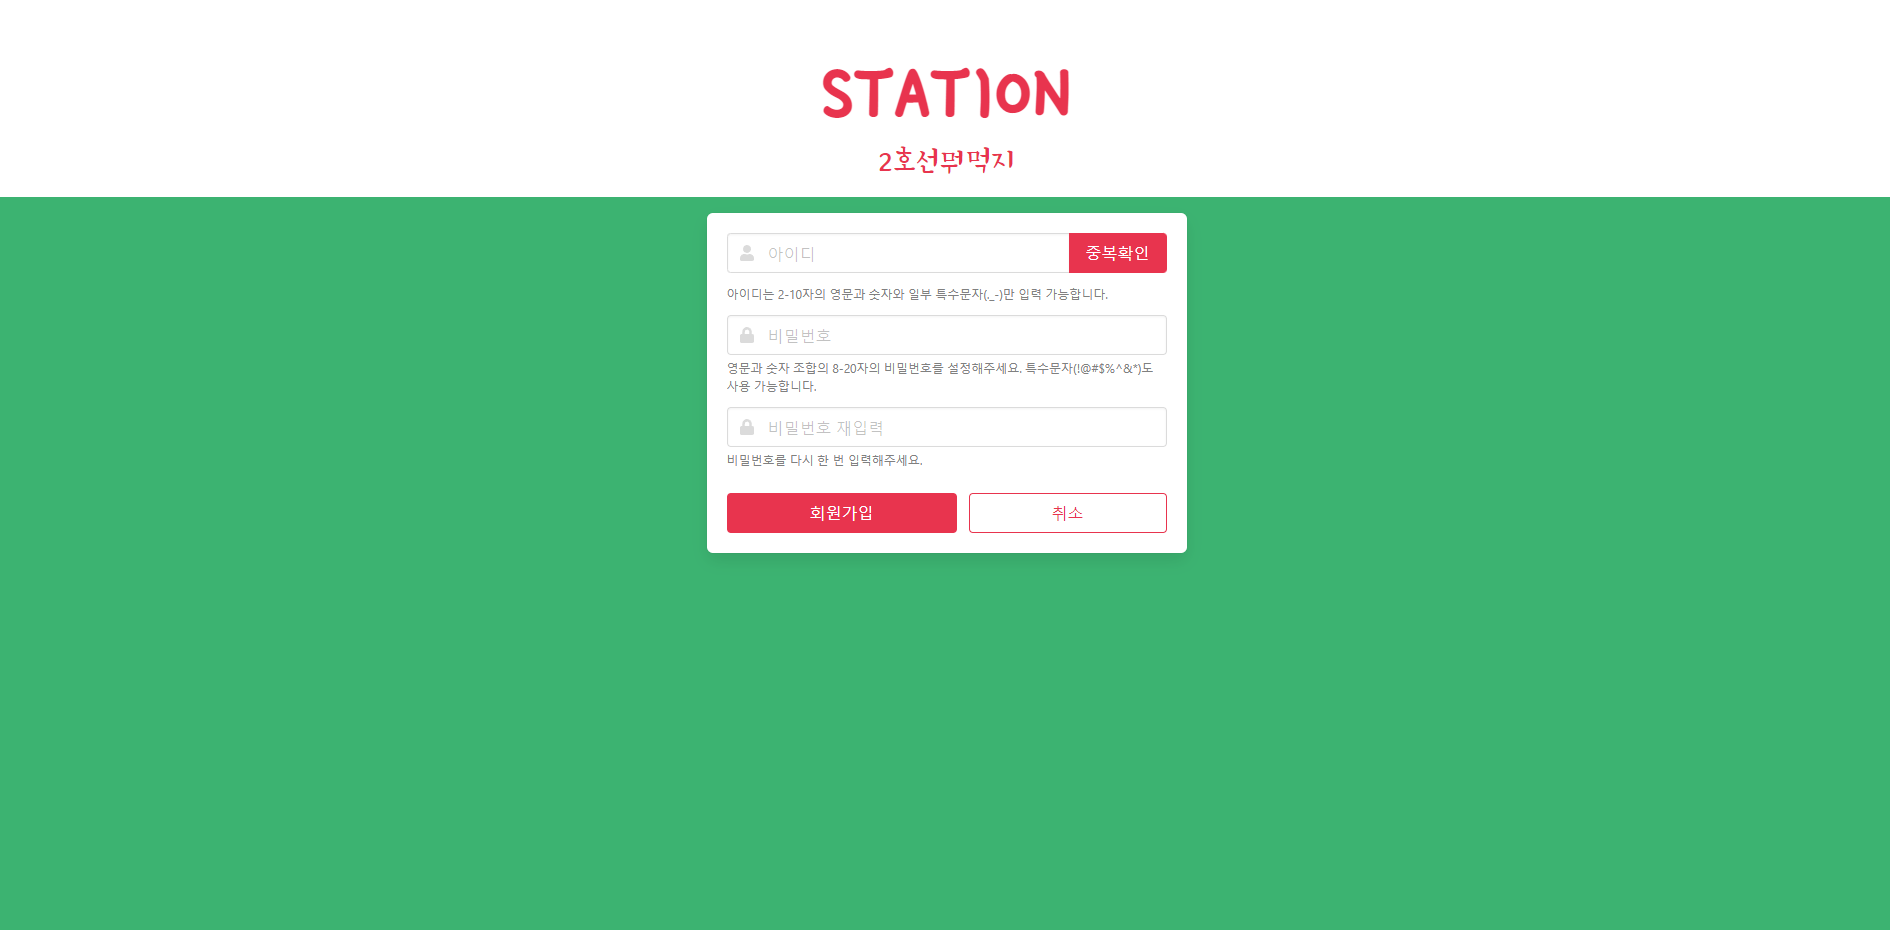 STATION
2호선뭐먹지
아이디
중복확인
아이디는 2-10자의 영문과 숫자와 일부 특수문자(._-)만 입력 가능합니다.
비밀번호
영문과 숫자 조합의 8-20자의 비밀번호를 설정해주세요. 특수문자(!@#$%^&*)도
사용 가능합니다.
비밀번호 재입력
비밀번호를 다시 한 번 입력해주세요.
회원가입
취소